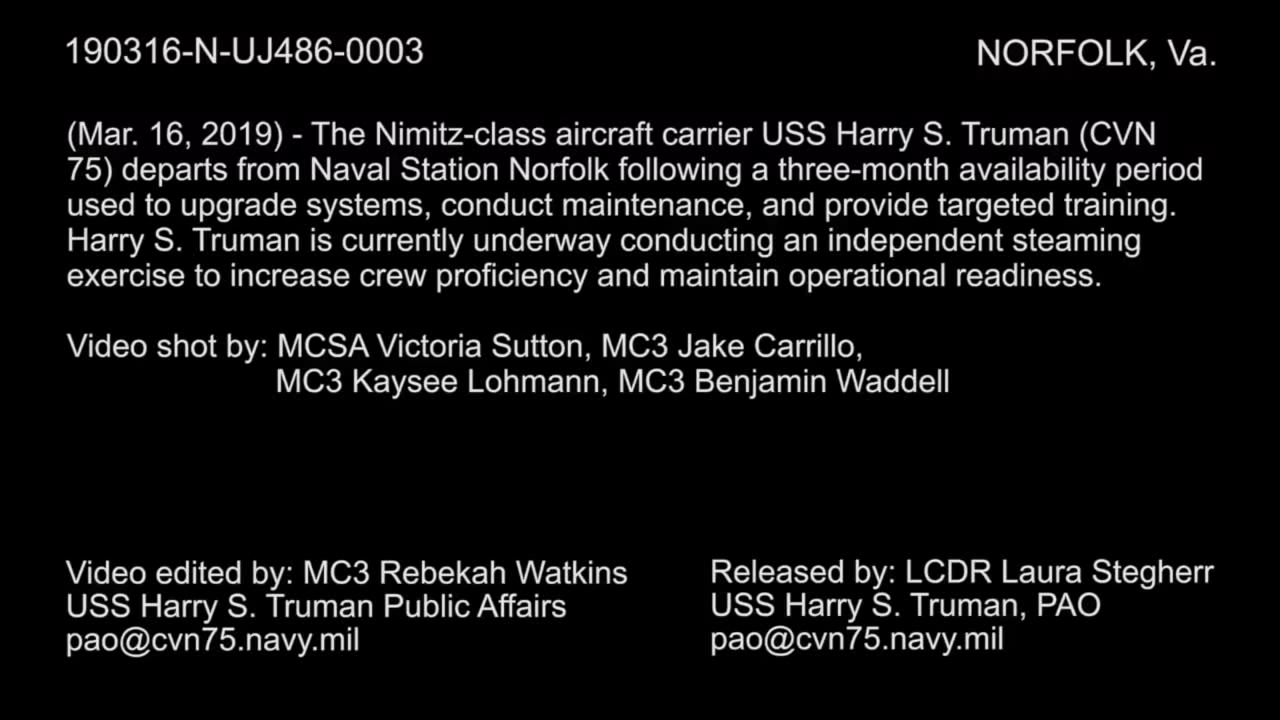 190316-N-UJ486-0003
NORFOLK, Va.
(Mar. 16, 2019) - The Nimitz-class aircraft carrier USS Harry S. Truman (CVN
75) departs from Naval Station Norfolk following a three-month availability period
used to upgrade systems, conduct maintenance, and provide targeted training.
Harry S. Truman is currently underway conducting an independent steaming
exercise to increase crew proficiency and maintain operational readiness.
Video shot by: MCSA Victoria Sutton, MC3 Jake Carrillo,
MC3 Kaysee Lohmann, MC3 Benjamin Waddell
Video edited by: MC3 Rebekah Watkins
USS Harry S. Truman Public Affairs
pao@cvn75.navy.mil
Released by: LCDR Laura Stegherr
USS Harry S. Truman, PAO
pao@cvn75.navy.mil